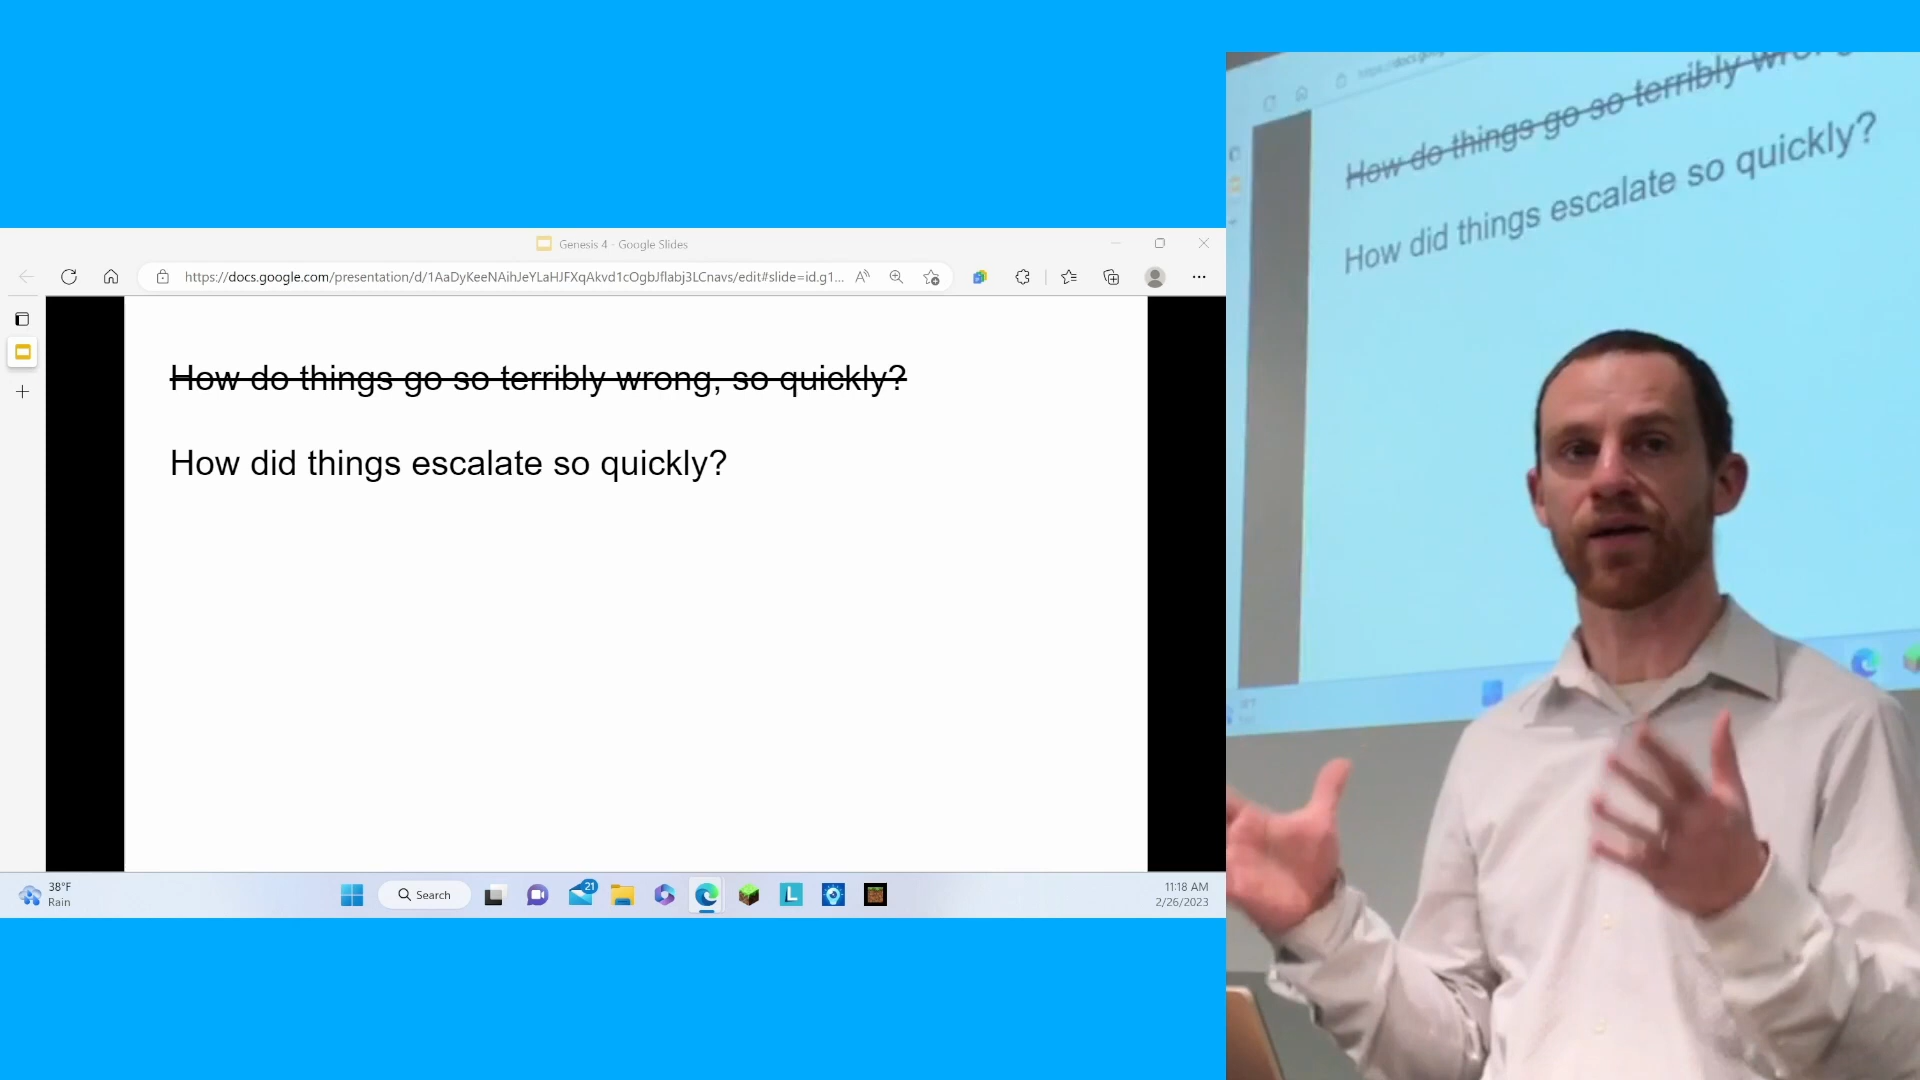 Genesis 4 - Google Slides
https://docs.google.com/presentation/d/1AaDyKeeNAihJeYLaHJFXqAkvd1cOgbJflabj3LCnavs/edit#slide=id.g1...
How do things go so terribly wrong, so quickly?
How did things escalate so quickly?
38°F
Rain
Search
21
L
11:18 AM
2/26/2023
How do things go so terribly wrong
How did things escalate so quickly?